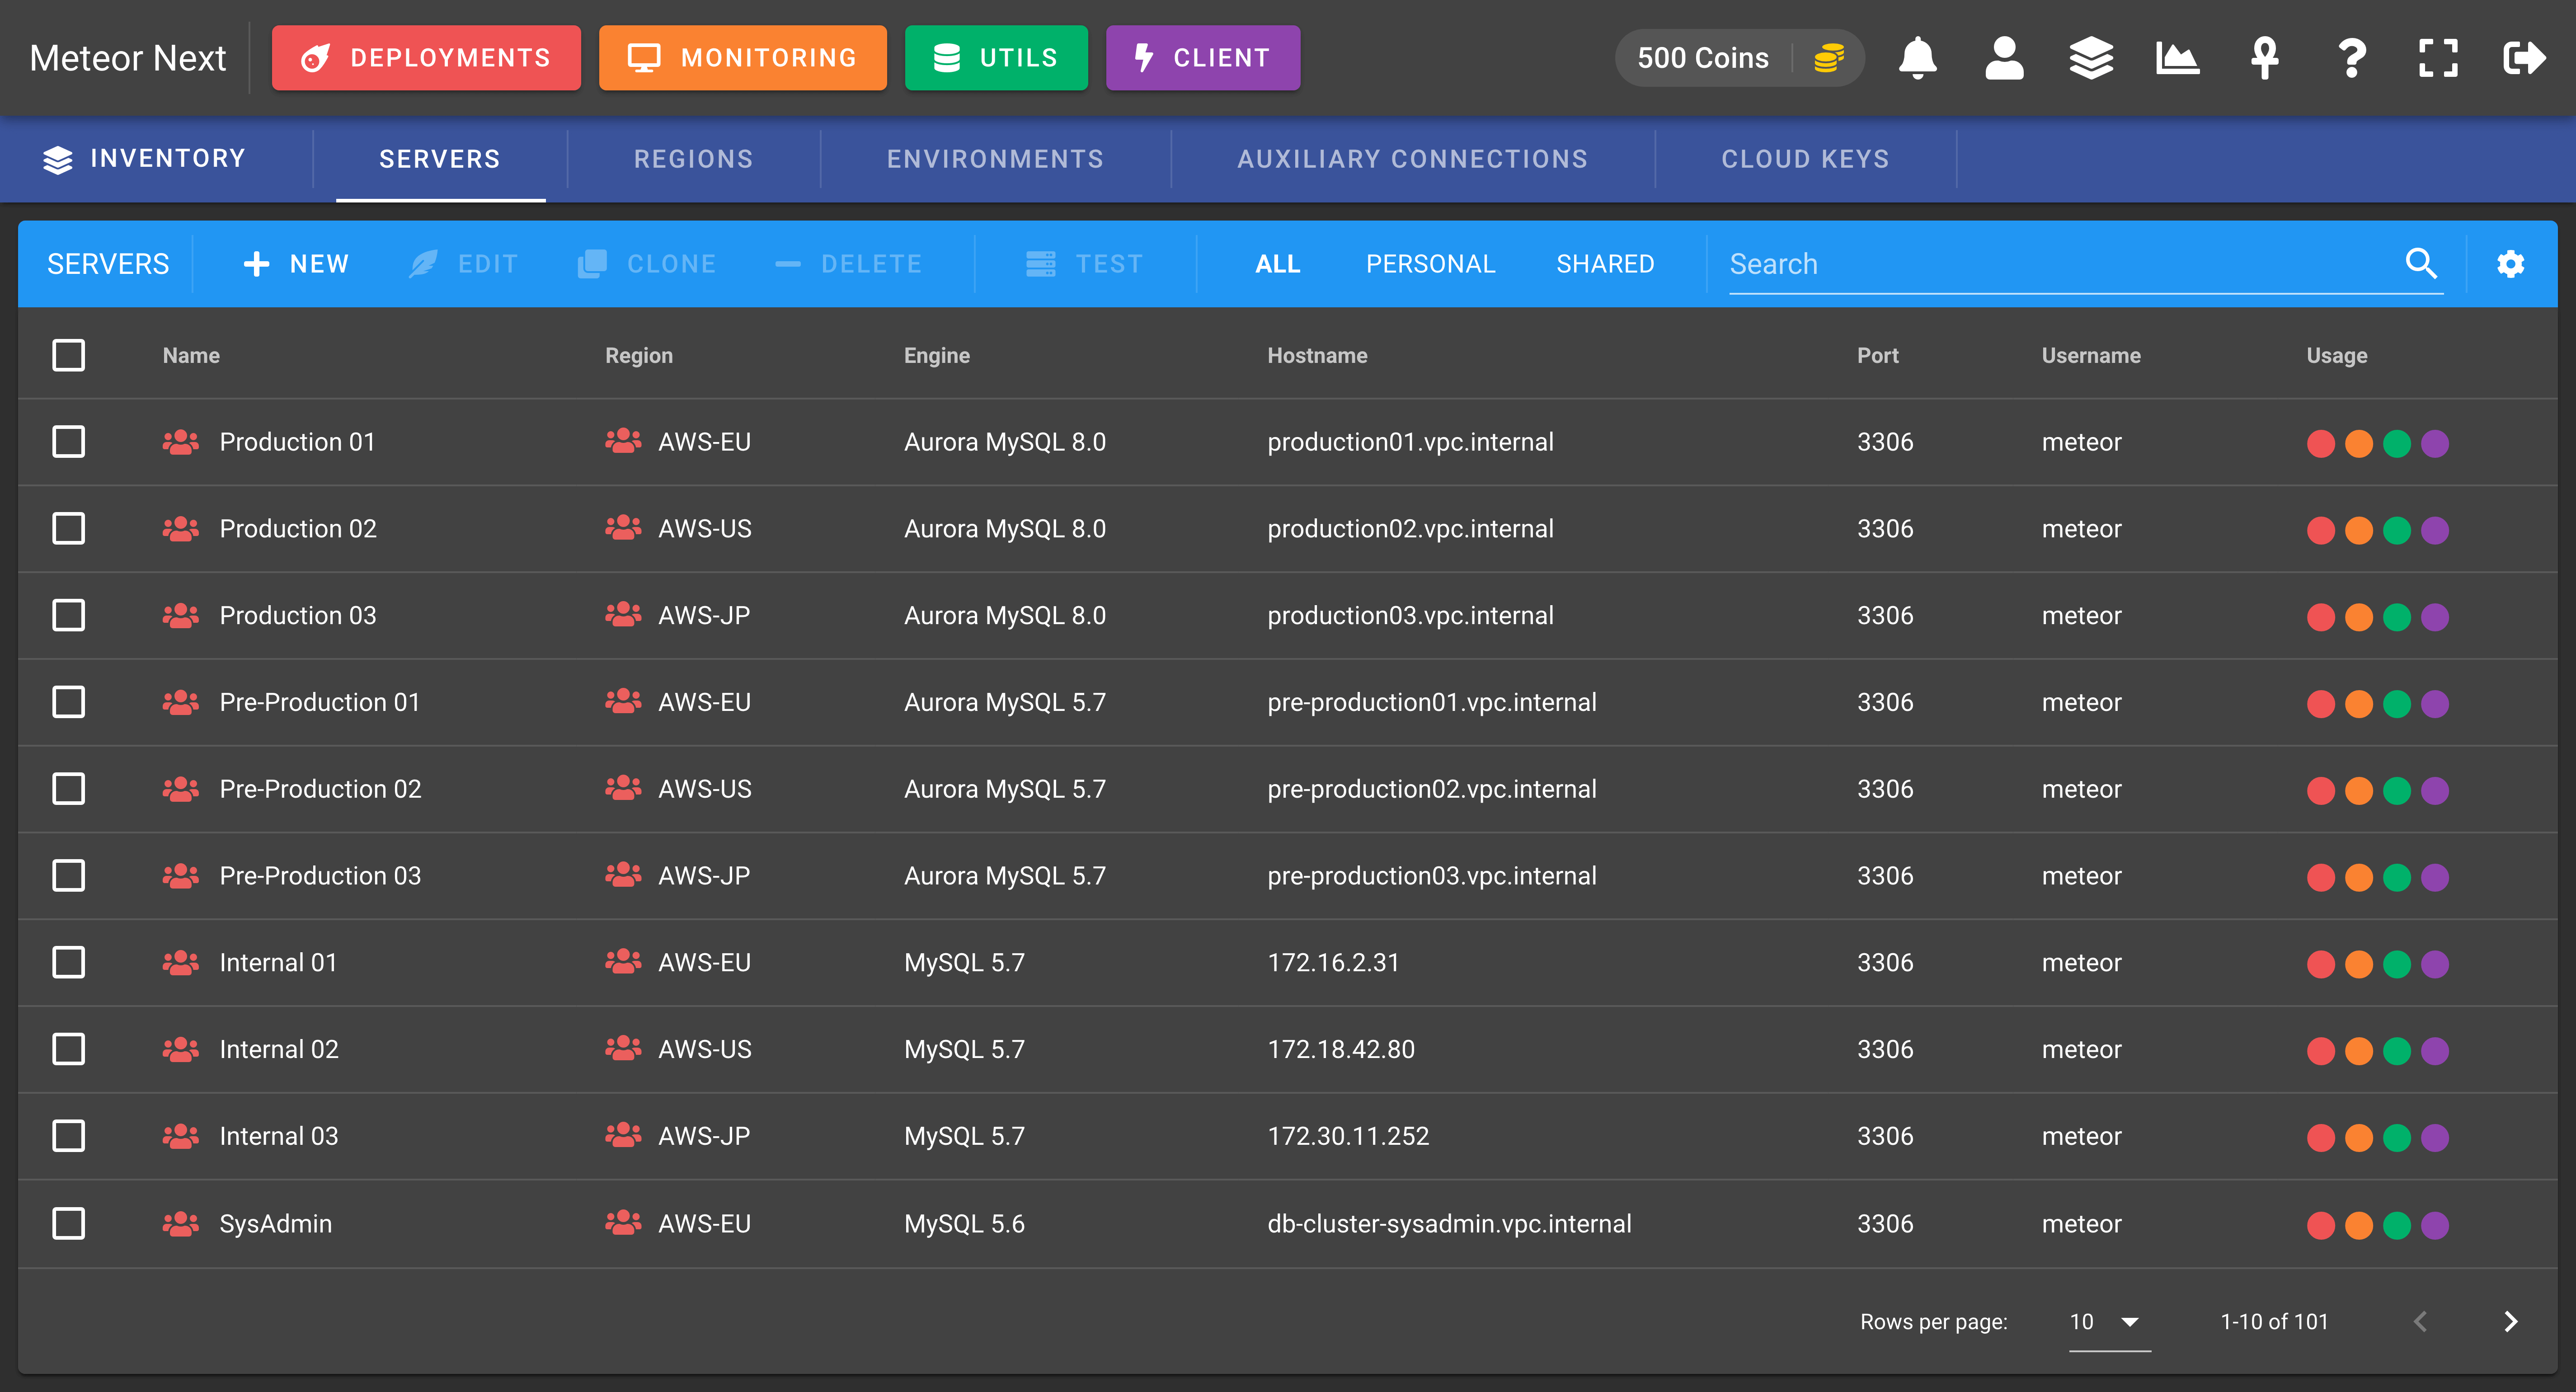 Meteor Next DEPLOYMENTS MONITORING UTILS CLIENT 500 Coins
INVENTORY SERVERS REGIONS ENVIRONMENTS AUXILIARY CONNECTIONS CLOUD KEYS
SERVERS NEW EDIT CLONE DELETE TEST ALL PERSONAL SHARED Search
Name Region Engine Hostname Port Username Usage
Production 01 AWS-EU Aurora MySQL 8.0 production01.vpc.internal 3306 meteor
Production 02 AWS-US Aurora MySQL 8.0 production02.vpc.internal 3306 meteor
Production 03 AWS-JP Aurora MySQL 8.0 production03.vpc.internal 3306 meteor
Pre-Production 01 AWS-EU Aurora MySQL 5.7 pre-production01.vpc.internal 3306 meteor
Pre-Production 02 AWS-US Aurora MySQL 5.7 pre-production02.vpc.internal 3306 meteor
Pre-Production 03 AWS-JP Aurora MySQL 5.7 pre-production03.vpc.internal 3306 meteor
Internal 01 AWS-EU MySQL 5.7 172.16.2.31 3306 meteor
Internal 02 AWS-US MySQL 5.7 172.18.42.80 3306 meteor
Internal 03 AWS-JP MySQL 5.7 172.30.11.252 3306 meteor
SysAdmin AWS-EU MySQL 5.6 db-cluster-sysadmin.vpc.internal 3306 meteor
Rows per page: 10 1-10 of 101